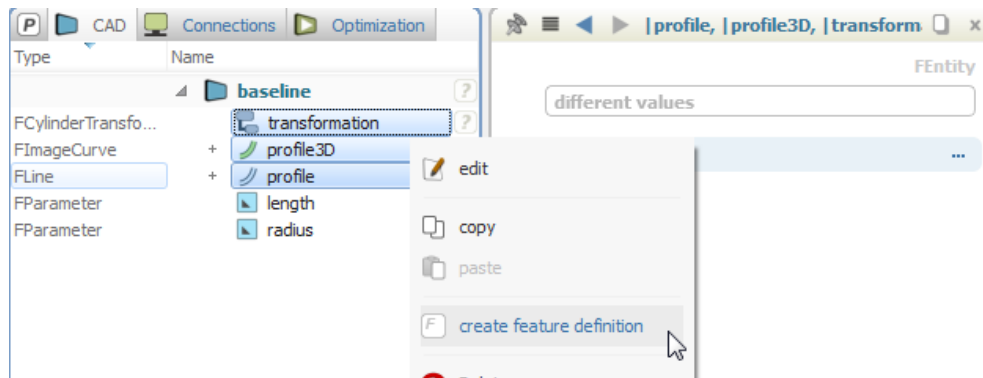 P CAD Connections Optimization
|profile, |profile3D, |transform
Type Name
FEntity
baseline ?
different values
FCylinderTransfo... transformation ?
FImageCurve + profile3D
edit
...
FLine + profile
FParameter length
copy
FParameter radius
paste
F create feature definition